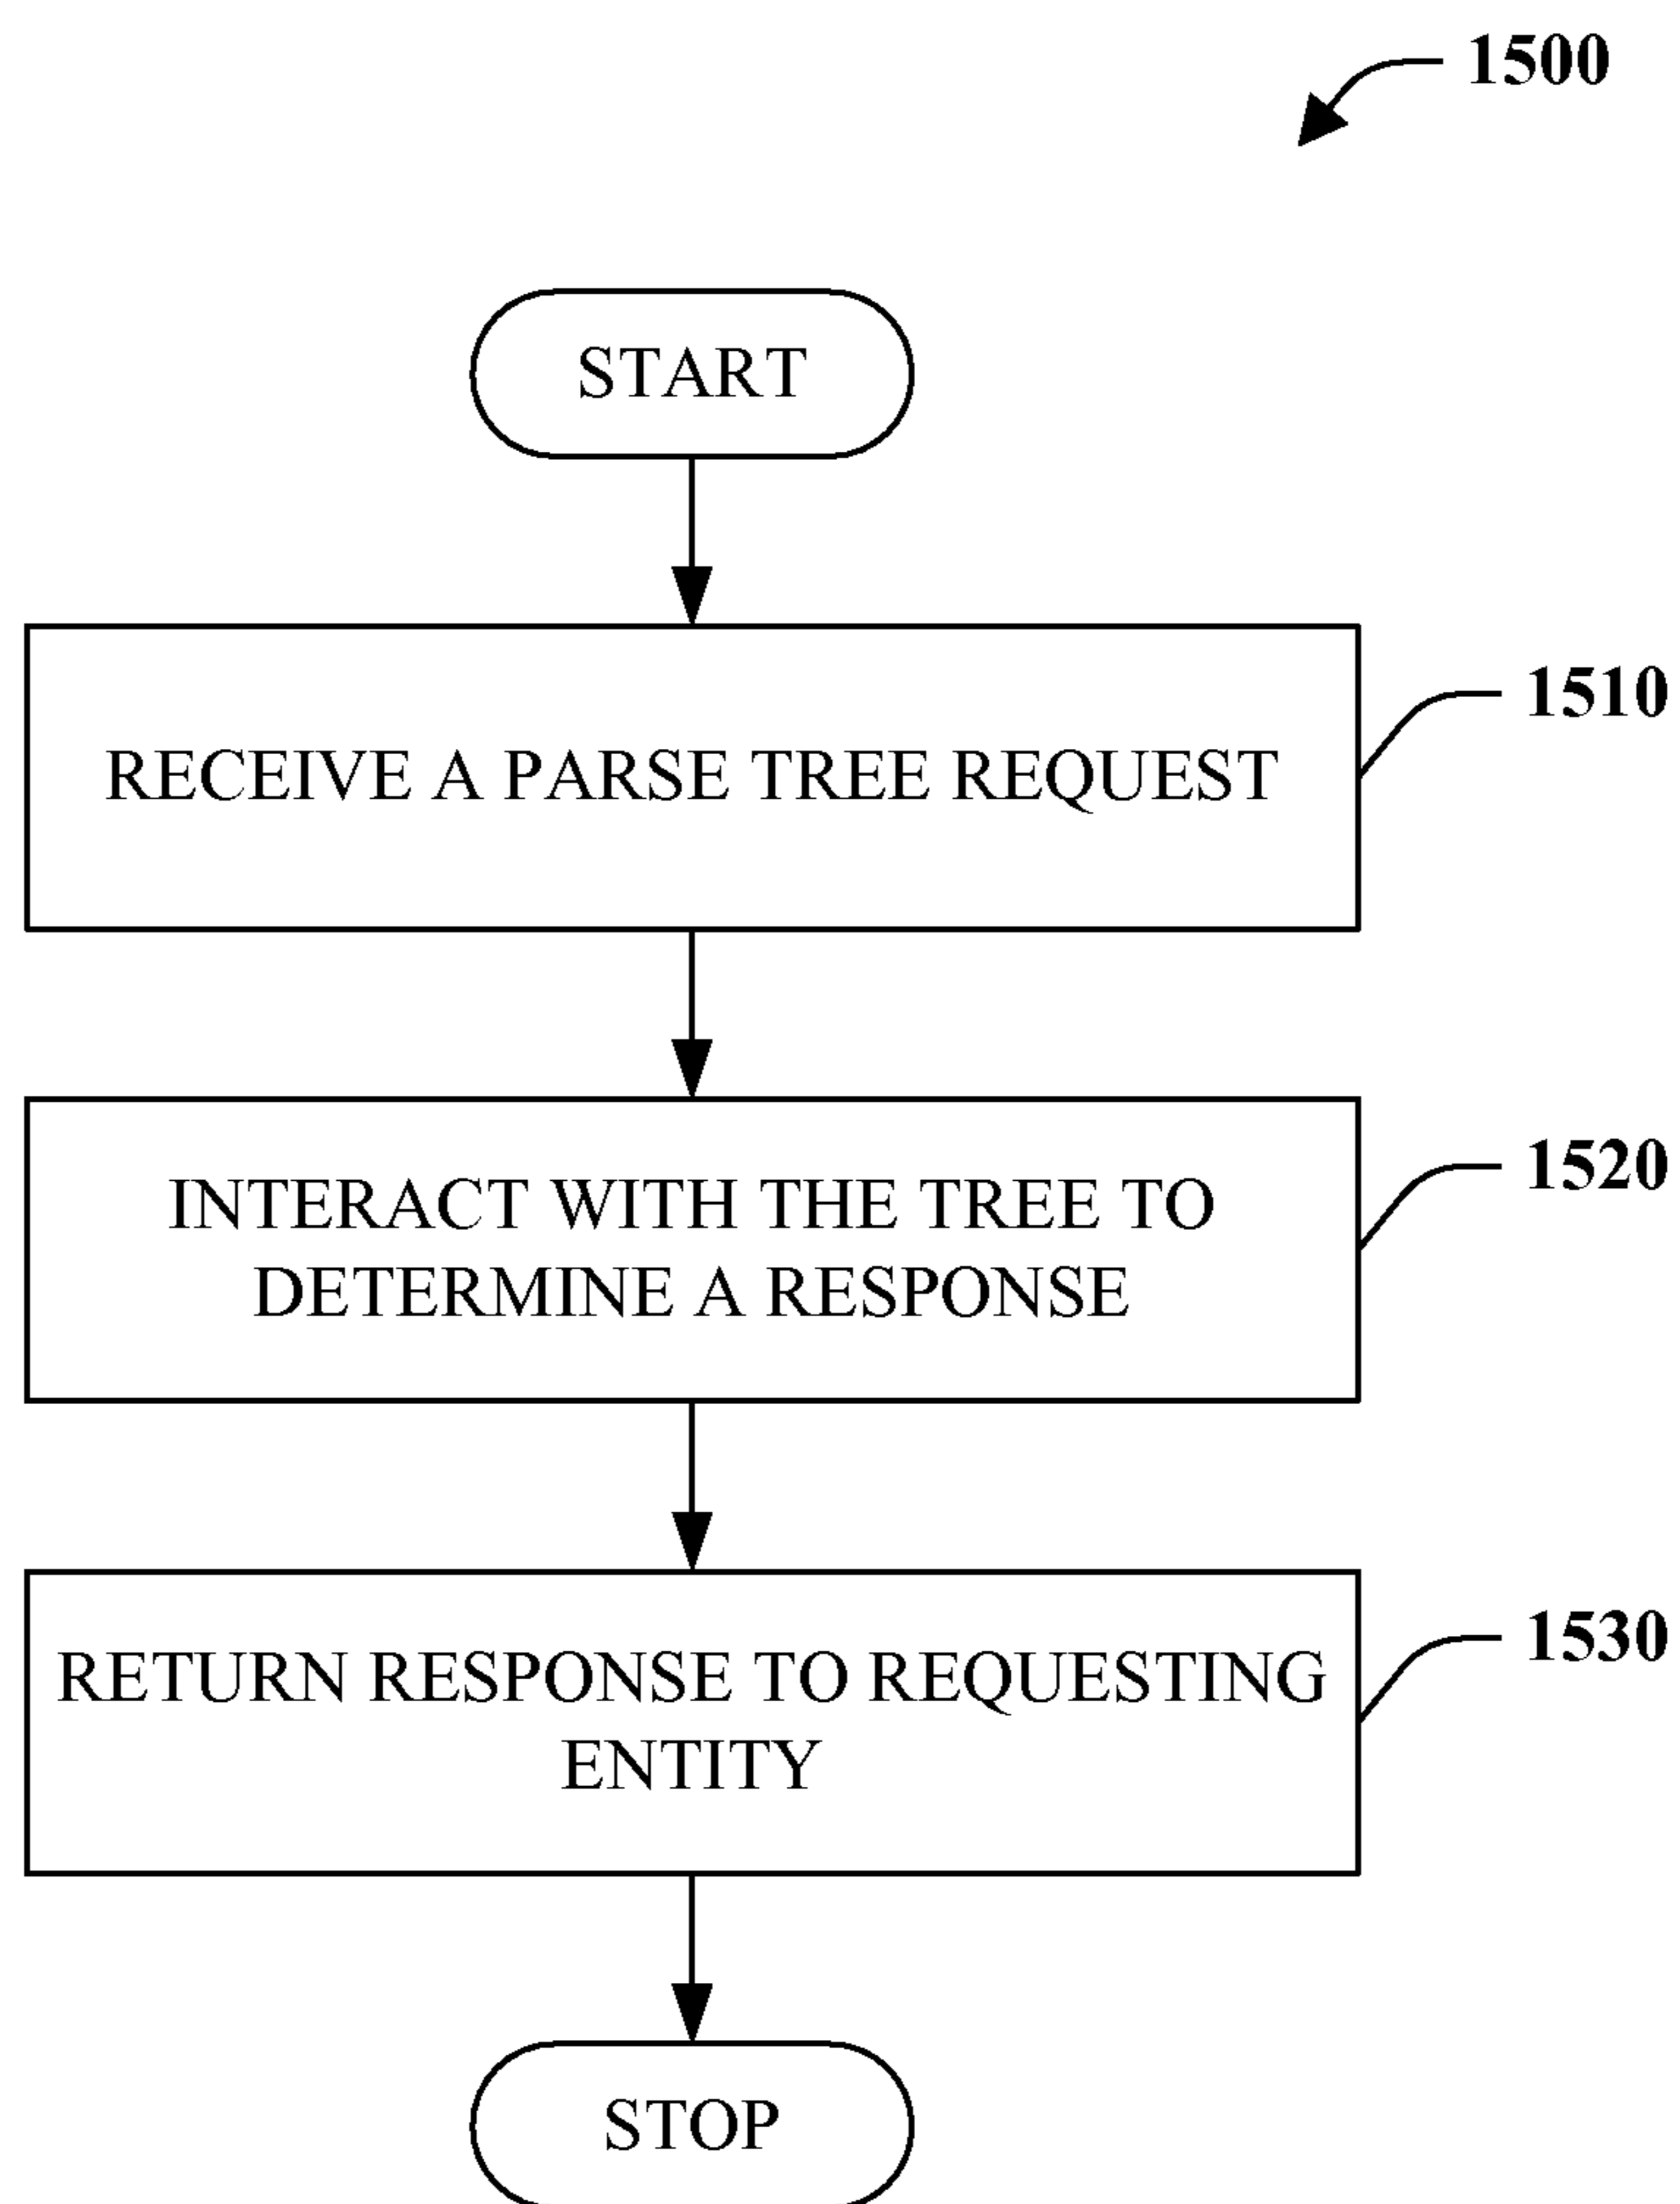 1500
START
RECEIVE A PARSE TREE REQUEST
1510
INTERACT WITH THE TREE TO
DETERMINE A RESPONSE
1520
RETURN RESPONSE TO REQUESTING
ENTITY
1530
STOP